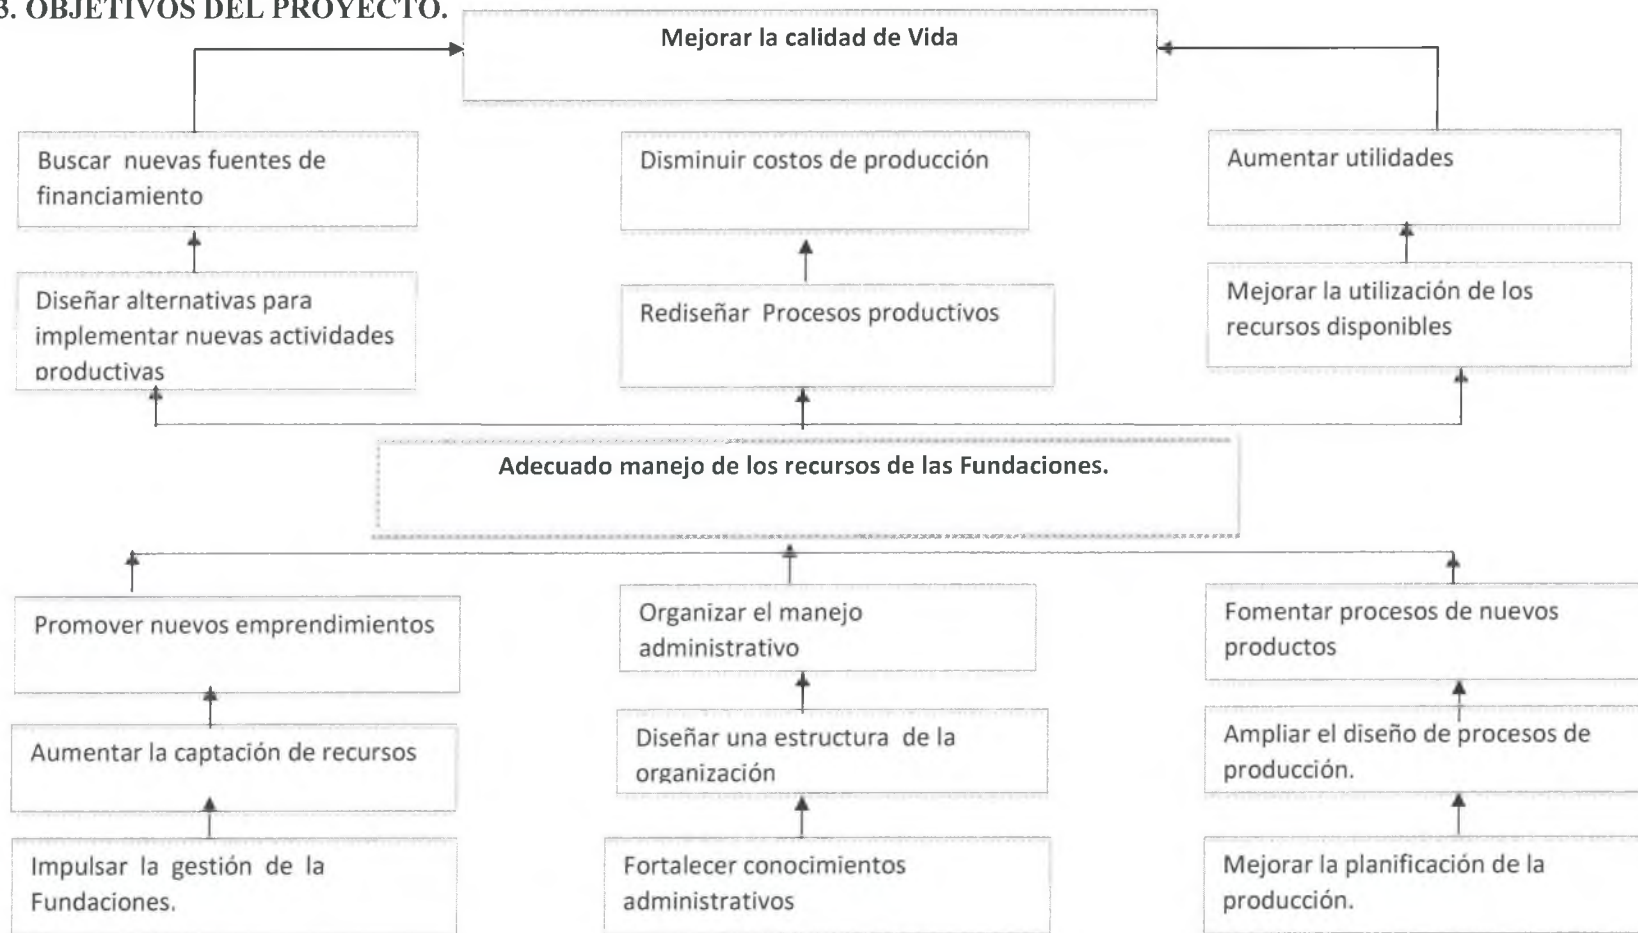 3. OBJETIVOS DEL PROYECTO.
Mejorar la calidad de Vida
Buscar nuevas fuentes de
financiamiento
Disminuir costos de producción
Aumentar utilidades
Diseñar alternativas para
implementar nuevas actividades
productivas
Rediseñar Procesos productivos
Mejorar la utilización de los
recursos disponibles
Adecuado manejo de los recursos de las Fundaciones.
Promover nuevos emprendimientos
Organizar el manejo
administrativo
Fomentar procesos de nuevos
productos
Aumentar la captación de recursos
Diseñar una estructura de la
organización
Ampliar el diseño de procesos de
producción.
Impulsar la gestión de la
Fundaciones.
Fortalecer conocimientos
administrativos
Mejorar la planificación de la
producción.